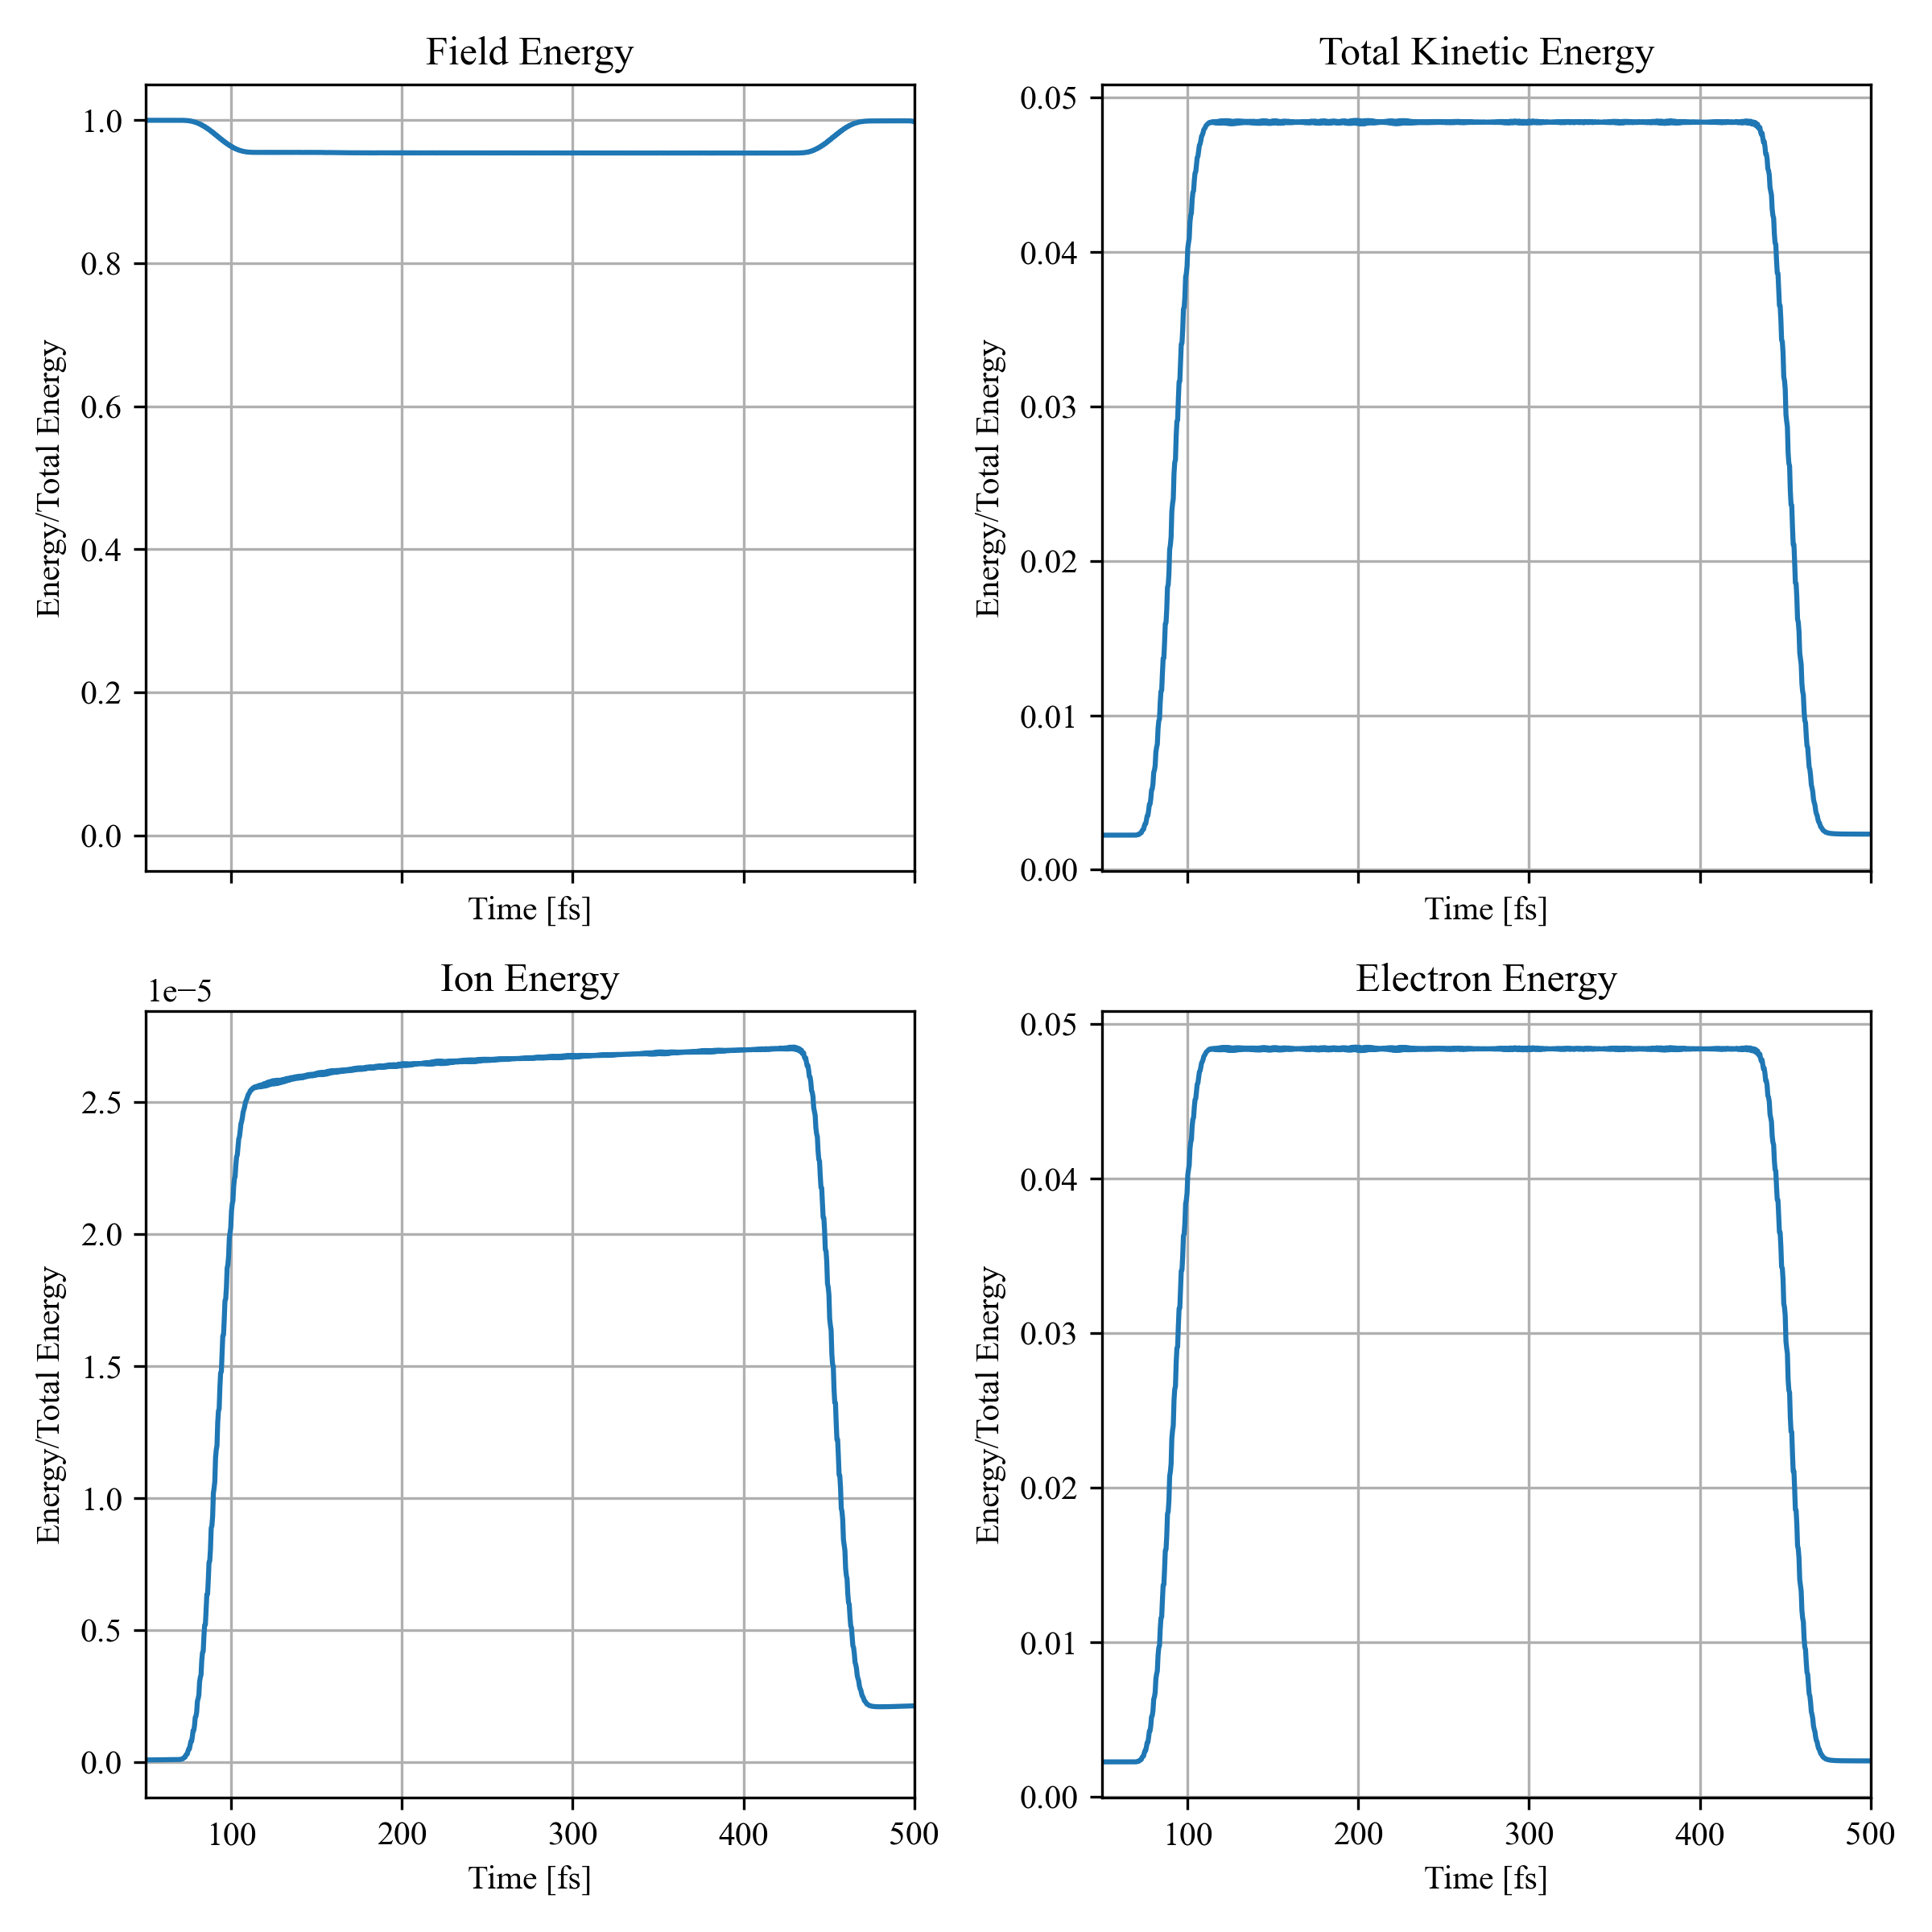 Field Energy
Energy/Total Energy
1.0
0.8
0.6
0.4
0.2
0.0
Time [fs]
Total Kinetic Energy
Energy/Total Energy
0.05
0.04
0.03
0.02
0.01
0.00
Time [fs]
Ion Energy
1e−5
Energy/Total Energy
2.5
2.0
1.5
1.0
0.5
0.0
100 200 300 400 500
Time [fs]
Electron Energy
Energy/Total Energy
0.05
0.04
0.03
0.02
0.01
0.00
100 200 300 400 500
Time [fs]